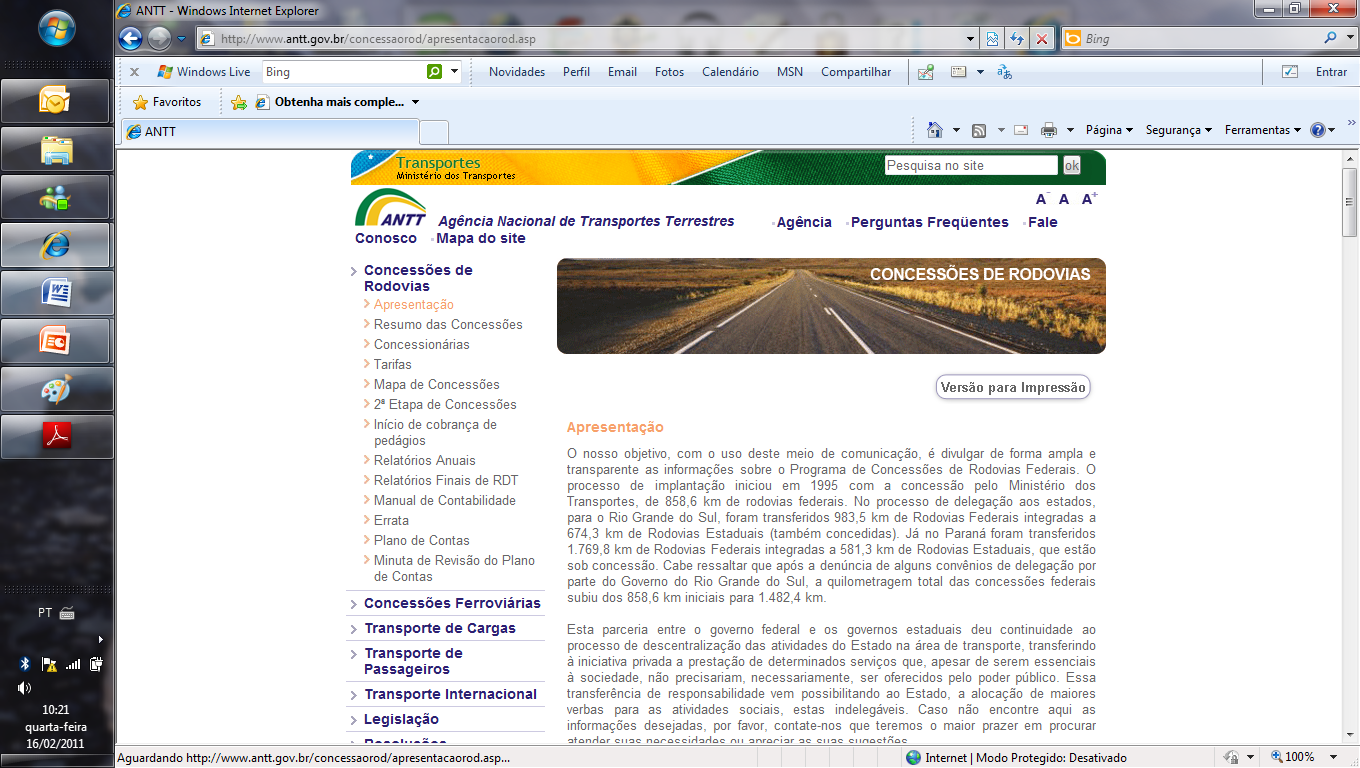 ANTT - Windows Internet Explorer
http://www.antt.gov.br/concessaorod/apresentacaorod.asp
Bing
Windows Live
Bing
Novidades
Perfil
Email
Fotos
Calendário
MSN
Compartilhar
Entrar
Favoritos
Obtenha mais comple...
ANTT
Página
Segurança
Ferramentas
Transportes
Ministério dos Transportes
Pesquisa no site
ok
A- A A+
ANTT
Agência Nacional de Transportes Terrestres
Agência
Perguntas Freqüentes
Fale
Conosco
Mapa do site
Concessões de
Rodovias
Apresentação
Resumo das Concessões
Concessionárias
Tarifas
Mapa de Concessões
2ª Etapa de Concessões
Início de cobrança de
pedágios
Relatórios Anuais
Relatórios Finais de RDT
Manual de Contabilidade
Errata
Plano de Contas
Minuta de Revisão do Plano
de Contas
Concessões Ferroviárias
Transporte de Cargas
Transporte de
Passageiros
Transporte Internacional
Legislação
Resoluções
CONCESSÕES DE RODOVIAS
Versão para Impressão
Apresentação
O nosso objetivo, com o uso deste meio de comunicação, é divulgar de forma ampla e
transparente as informações sobre o Programa de Concessões de Rodovias Federais. O
processo de implantação iniciou em 1995 com a concessão pelo Ministério dos
Transportes, de 858,6 km de rodovias federais. No processo de delegação aos estados,
para o Rio Grande do Sul, foram transferidos 983,5 km de Rodovias Federais integradas a
674,3 km de Rodovias Estaduais (também concedidas). Já no Paraná foram transferidos
1.769,8 km de Rodovias Federais integradas a 581,3 km de Rodovias Estaduais, que estão
sob concessão. Cabe ressaltar que após a denúncia de alguns convênios de delegação por
parte do Governo do Rio Grande do Sul, a quilometragem total das concessões federais
subiu dos 858,6 km iniciais para 1.482,4 km.
Esta parceria entre o governo federal e os governos estaduais deu continuidade ao
processo de descentralização das atividades do Estado na área de transporte, transferindo
à iniciativa privada a prestação de determinados serviços que, apesar de serem essenciais
à sociedade, não precisariam, necessariamente, ser oferecidos pelo poder público. Essa
transferência de responsabilidade vem possibilitando ao Estado, a alocação de maiores
verbas para as atividades sociais, estas indelegáveis. Caso não encontre aqui as
informações desejadas, por favor, contate-nos que teremos o maior prazer em procurar
atender suas necessidades ou apreciar as suas sugestões.
PT
10:21
quarta-feira
16/02/2011
Aguardando http://www.antt.gov.br/concessaorod/apresentacaorod.asp...
Internet | Modo Protegido: Desativado
100%